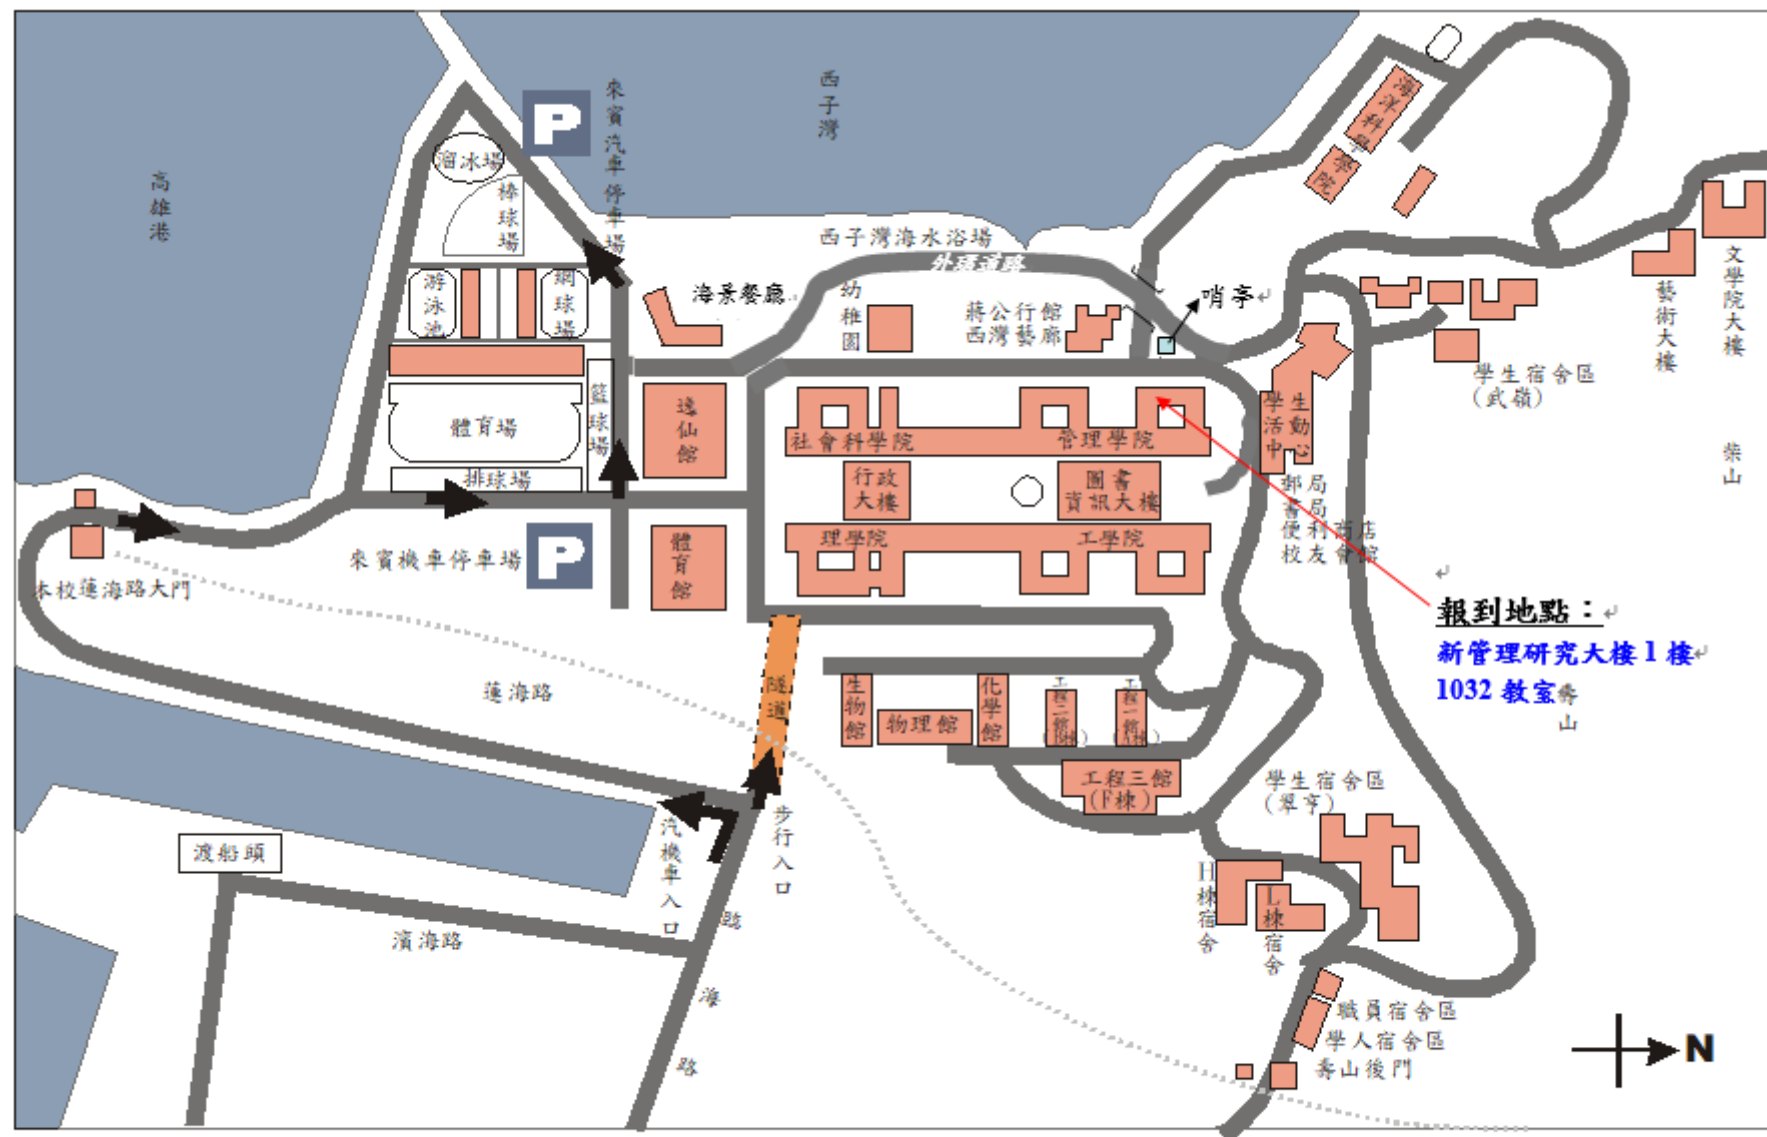 西子灣
高雄港
來賓汽車停車場
P
溜冰場
棒球場
游泳池
網球場
體育場
排球場
籃球場
海景餐廳
逸仙館
體育館
西子灣海水浴場
外環道路
幼稚園
蔣公行館
西灣藝廊
哨亭
海洋科學學院
文學院大樓
藝術大樓
學生宿舍區
(武嶺)
柴山
學生活動中心
郵局
書局
便利商店
校友會館
社會科學院
管理學院
行政大樓
圖書資訊大樓
理學院
工學院
來賓機車停車場
P
本校蓮海路大門
蓮海路
隧道
步行入口
汽機車入口
渡船頭
濱海路
臨海路
生物館
物理館
化學館
工程二館
工程一館
工程三館
(F棟)
報到地點：
新管理研究大樓 1 樓
1032 教室
壽山
學生宿舍區
(翠亨)
H棟宿舍
L棟宿舍
職員宿舍區
學人宿舍區
壽山後門
N